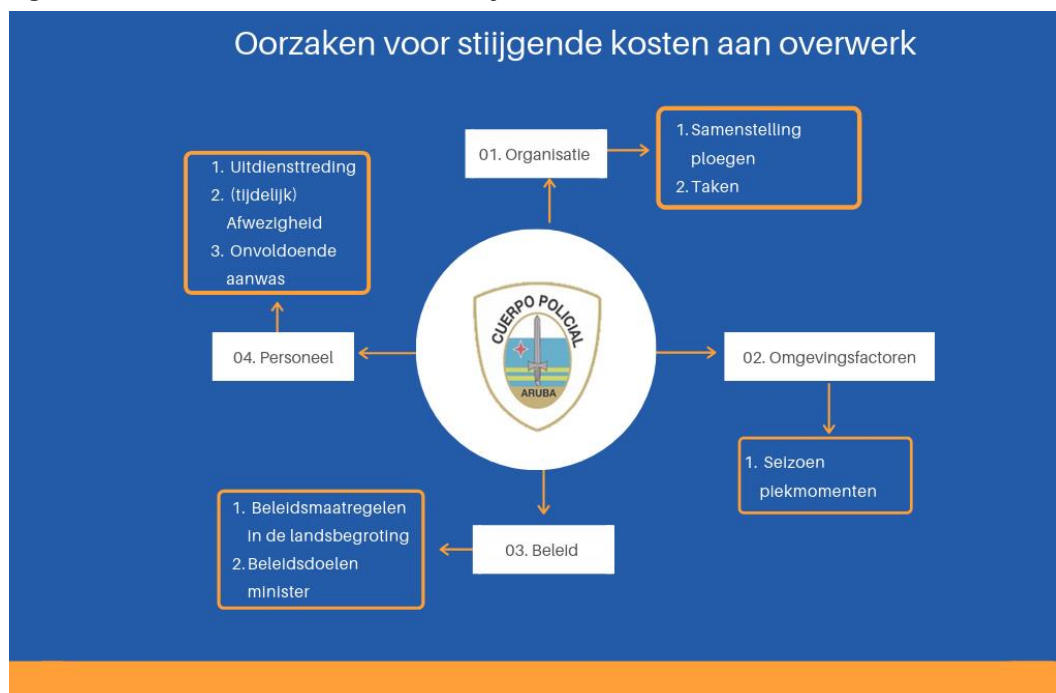 Oorzaken voor stiijgende kosten aan overwerk
01. Organisatie
1. Samenstelling
ploegen
2. Taken
1. Uitdiensttreding
2. (tijdelijk)
Afwezigheid
3. Onvoldoende
aanwas
04. Personeel
CUERPO POLICIAL
ARUBA
02. Omgevingsfactoren
1. Seizoen
piekmomenten
1. Beleidsmaatregelen
in de landsbegroting
2. Beleidsdoelen
minister
03. Beleid